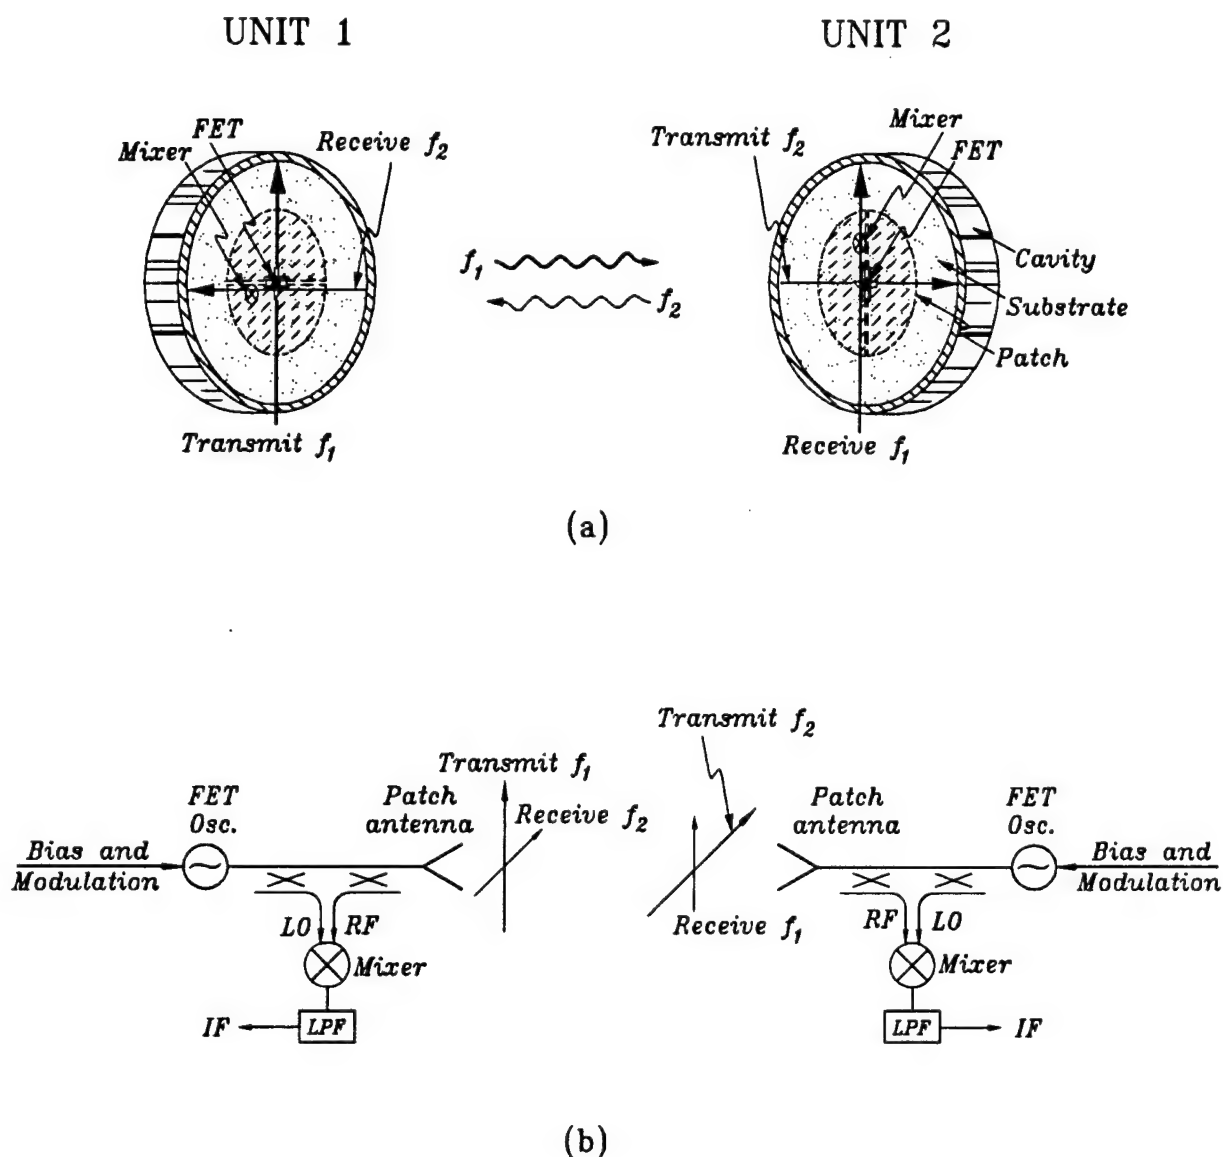 UNIT 1
UNIT 2
FET
Mixer
Receive f2
Transmit f1
f1
f2
Transmit f2
Mixer
FET
Cavity
Substrate
Patch
Receive f1
(a)
Transmit f2
Transmit f1
Receive f2
FET
Osc.
Patch
antenna
Bias and
Modulation
LO
RF
Mixer
IF
LPF
Receive f1
Patch
antenna
FET
Osc.
Bias and
Modulation
RF
LO
Mixer
LPF
IF
(b)